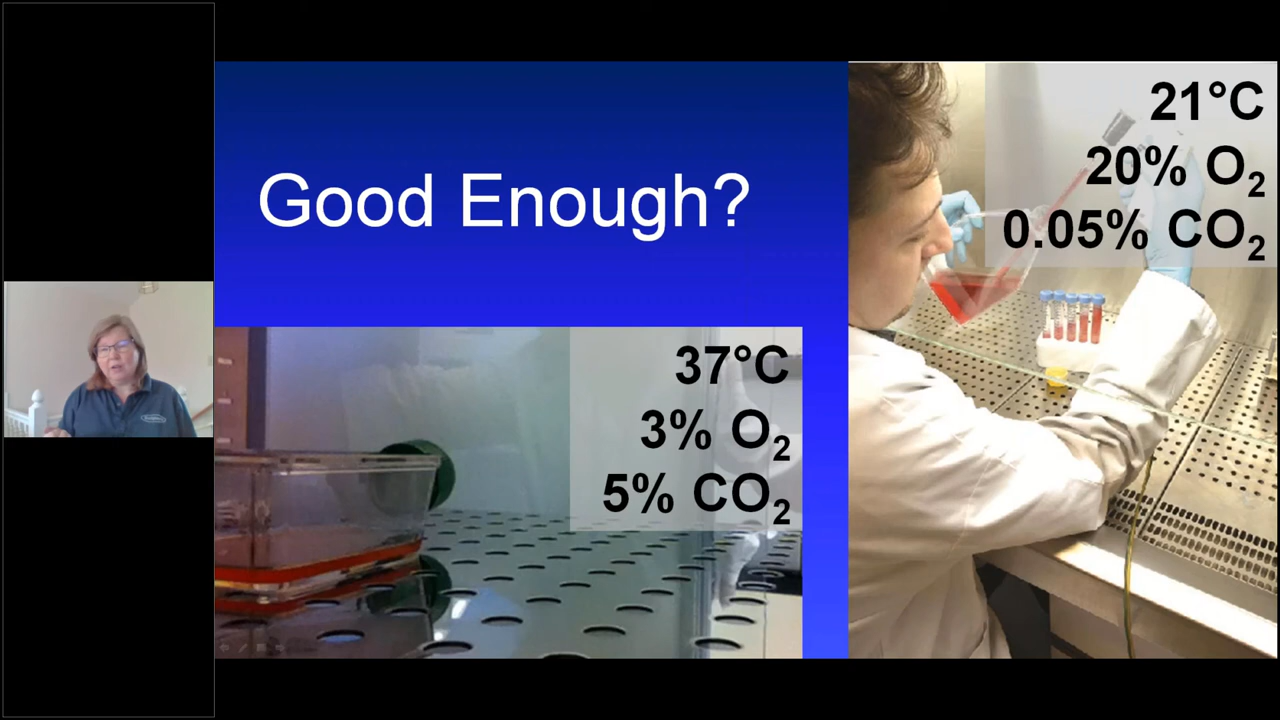 Good Enough?
37°C
3% O₂
5% CO₂
21°C
20% O₂
0.05% CO₂